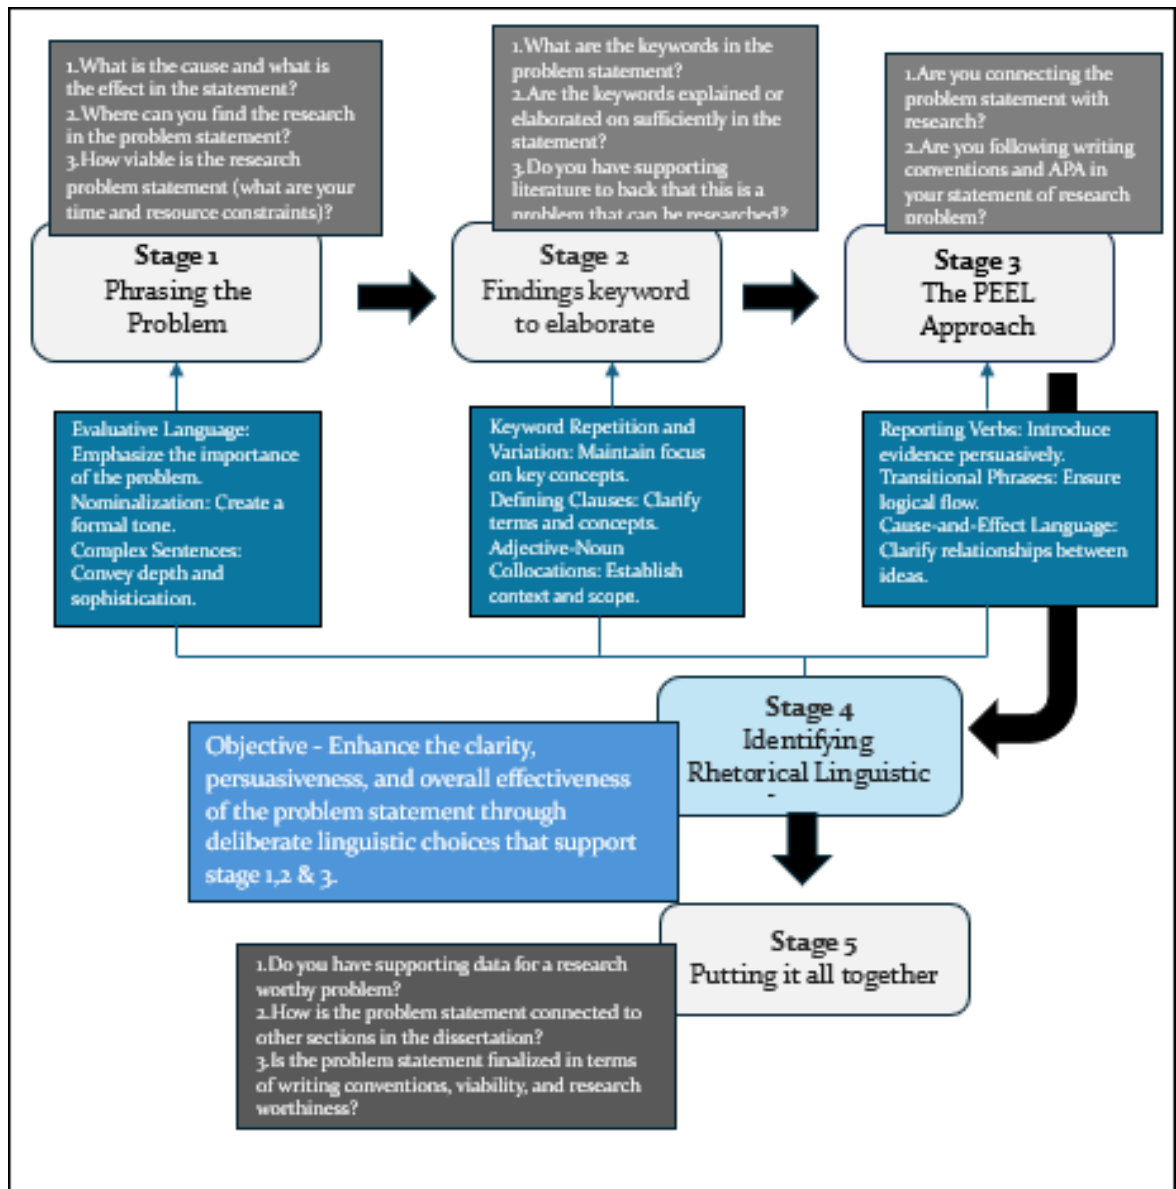 1.What is the cause and what is
the effect in the statement?
2.Where can you find the research
in the problem statement?
3.How viable is the research
problem statement (what are your
time and resource constraints)?
Stage 1
Phrasing the
Problem
1.What are the keywords in the
problem statement?
2.Are the keywords explained or
elaborated on sufficiently in the
statement?
3.Do you have supporting
literature to back that this is a
problem that can be researched?
Stage 2
Findings keyword
to elaborate
1.Are you connecting the
problem statement with
research?
2.Are you following writing
conventions and APA in
your statement of research
problem?
Stage 3
The PEEL
Approach
Evaluative Language:
Emphasize the importance
of the problem.
Nominalization: Create a
formal tone.
Complex Sentences:
Convey depth and
sophistication.
Keyword Repetition and
Variation: Maintain focus
on key concepts.
Defining Clauses: Clarify
terms and concepts.
Adjective-Noun
Collocations: Establish
context and scope.
Reporting Verbs: Introduce
evidence persuasively.
Transitional Phrases: Ensure
logical flow.
Cause-and-Effect Language:
Clarify relationships between
ideas.
Stage 4
Identifying
Rhetorical Linguistic
Objective - Enhance the clarity,
persuasiveness, and overall effectiveness
of the problem statement through
deliberate linguistic choices that support
stage 1,2 & 3.
Stage 5
Putting it all together
1.Do you have supporting data for a research
worthy problem?
2.How is the problem statement connected to
other sections in the dissertation?
3.Is the problem statement finalized in terms
of writing conventions, viability, and research
worthiness?